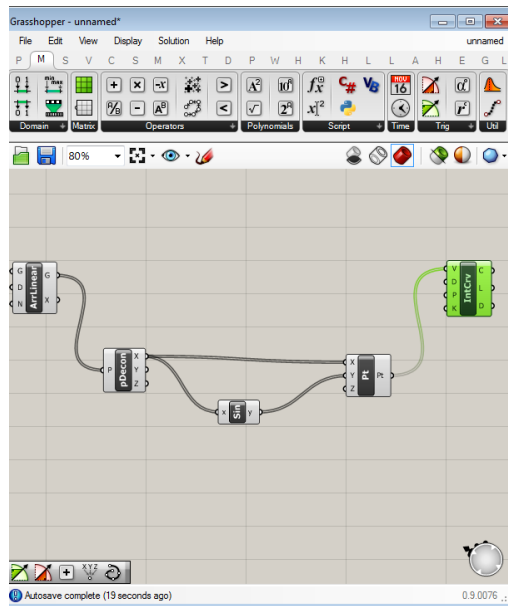 Grasshopper - unnamed*
File Edit View Display Solution Help unnamed
P M S V C S M X T D P W H K H L L A H E G L
Domain Matrix Operators Polynomials Script Time Trig Util
80%
G D N ArrLinear G X
V D P K IntCrv C L D
P pDecon X Y Z
X Y Z Pt Pt
x Sin y
X Y Z
Autosave complete (19 seconds ago) 0.9.0076